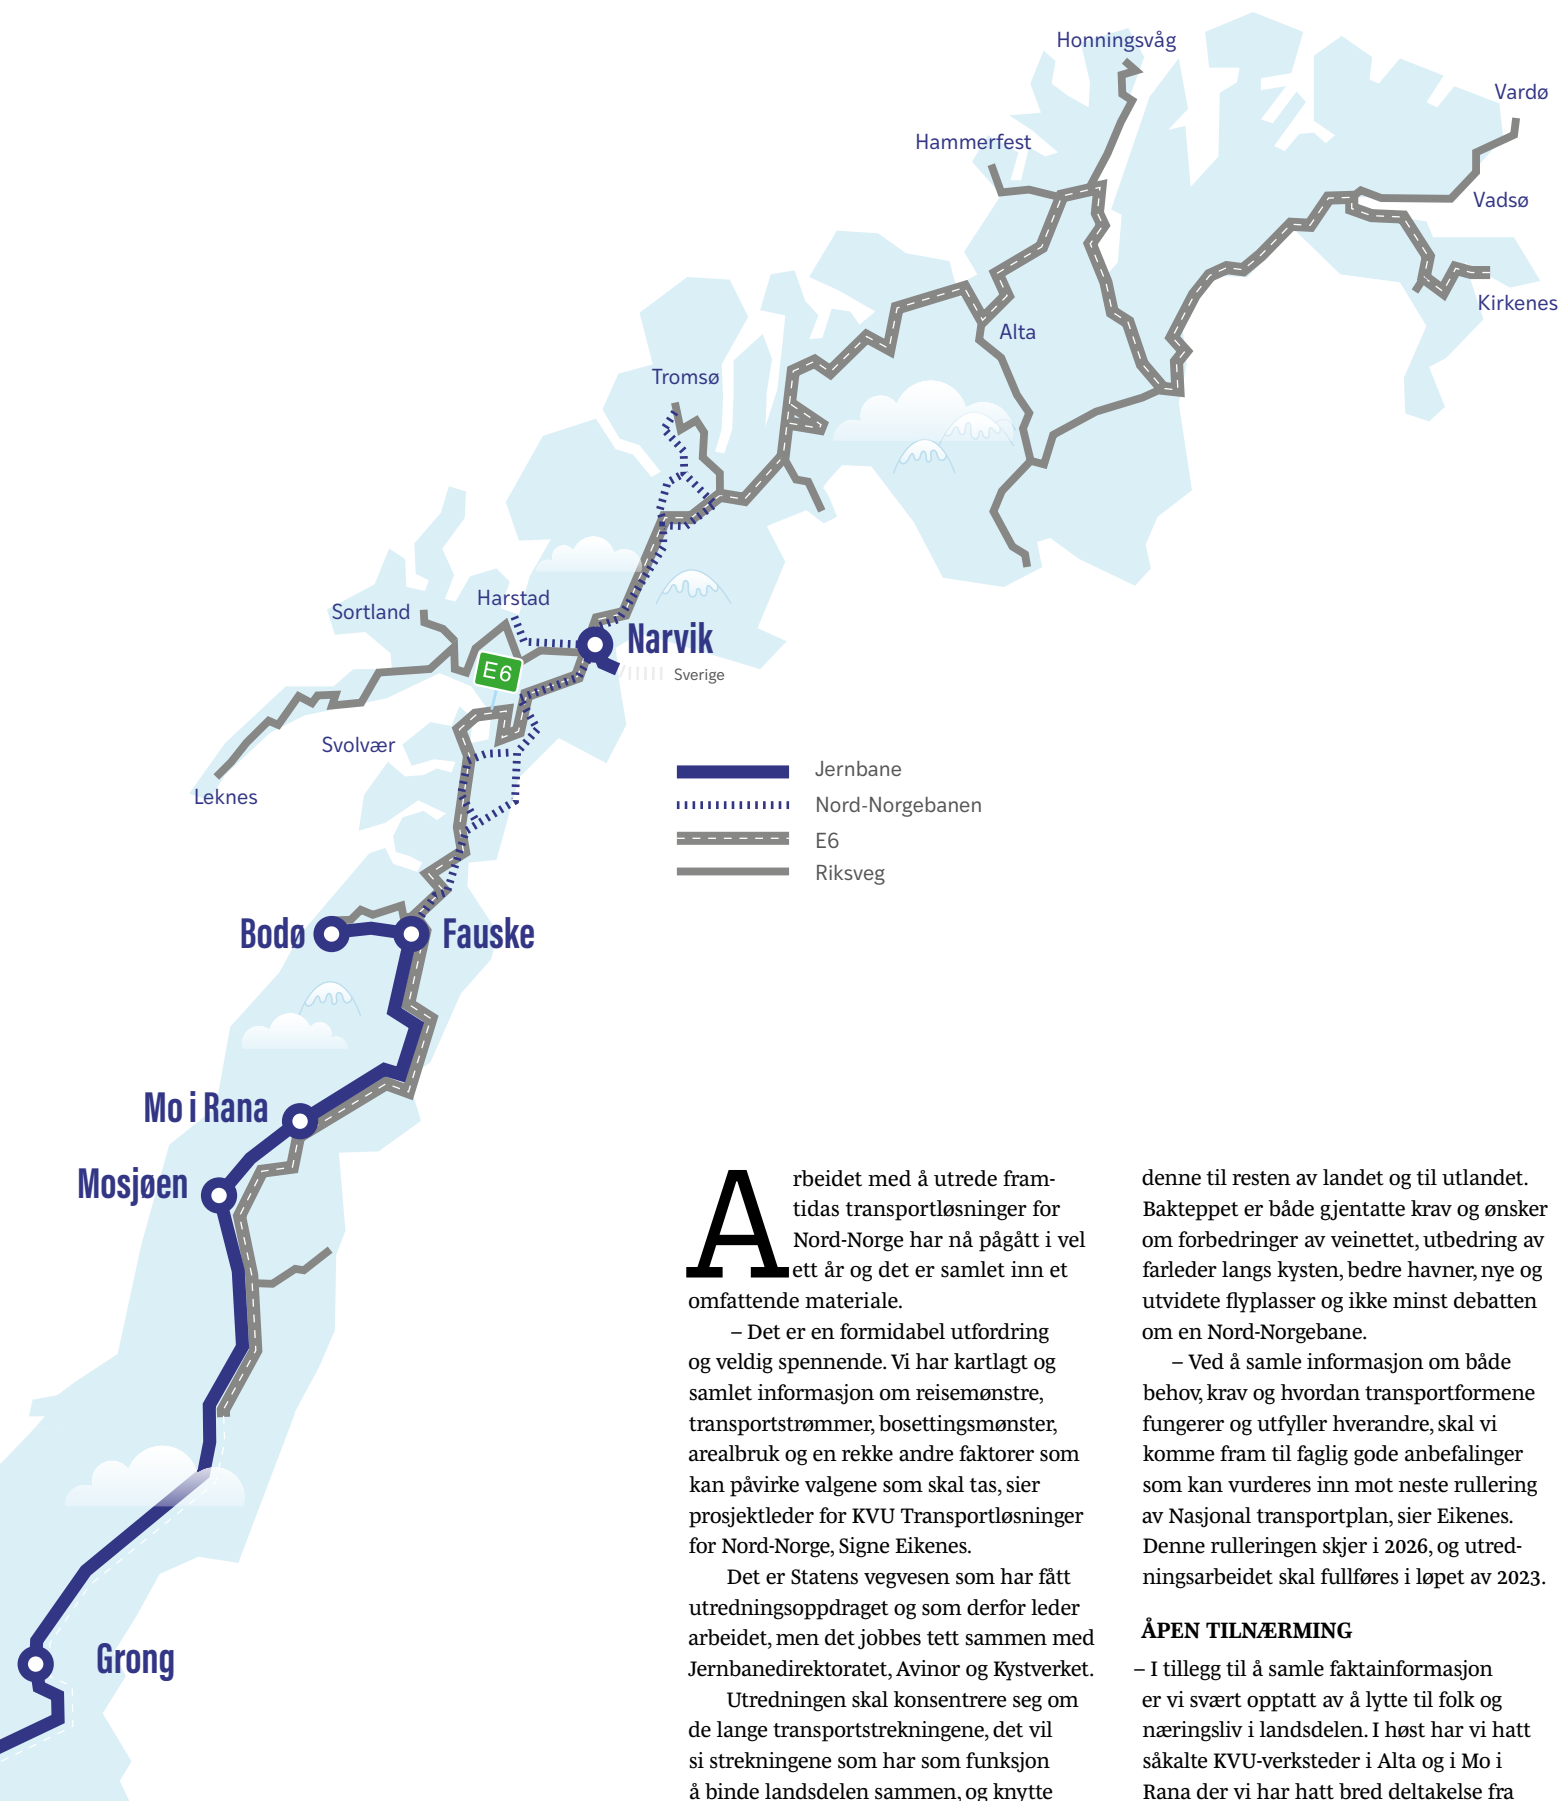 Honningsvåg
Vardø
Hammerfest
Vadsø
Kirkenes
Alta
Tromsø
Harstad
Sortland
Narvik
E6
Sverige
Svolvær
Leknes
Jernbane
Nord-Norgebanen
E6
Riksveg
Bodø
Fauske
Mo i Rana
Mosjøen
Grong
Arbeidet med å utrede fram-
tidas transportløsninger for
Nord-Norge har nå pågått i vel
ett år og det er samlet inn et
omfattende materiale.
– Det er en formidabel utfordring
og veldig spennende. Vi har kartlagt og
samlet informasjon om reisemønstre,
transportstrømmer, bosettingsmønster,
arealbruk og en rekke andre faktorer som
kan påvirke valgene som skal tas, sier
prosjektleder for KVU Transportløsninger
for Nord-Norge, Signe Eikenes.
Det er Statens vegvesen som har fått
utredningsoppdraget og som derfor leder
arbeidet, men det jobbes tett sammen med
Jernbanedirektoratet, Avinor og Kystverket.
Utredningen skal konsentrere seg om
de lange transportstrekningene, det vil
si strekningene som har som funksjon
å binde landsdelen sammen, og knytte
denne til resten av landet og til utlandet.
Bakteppet er både gjentatte krav og ønsker
om forbedringer av veinettet, utbedring av
farleder langs kysten, bedre havner, nye og
utvidete flyplasser og ikke minst debatten
om en Nord-Norgebane.
– Ved å samle informasjon om både
behov, krav og hvordan transportformene
fungerer og utfyller hverandre, skal vi
komme fram til faglig gode anbefalinger
som kan vurderes inn mot neste rullering
av Nasjonal transportplan, sier Eikenes.
Denne rulleringen skjer i 2026, og utred-
ningsarbeidet skal fullføres i løpet av 2023.
ÅPEN TILNÆRMING
– I tillegg til å samle faktainformasjon
er vi svært opptatt av å lytte til folk og
næringsliv i landsdelen. I høst har vi hatt
såkalte KVU-verksteder i Alta og i Mo i
Rana der vi har hatt bred deltakelse fra